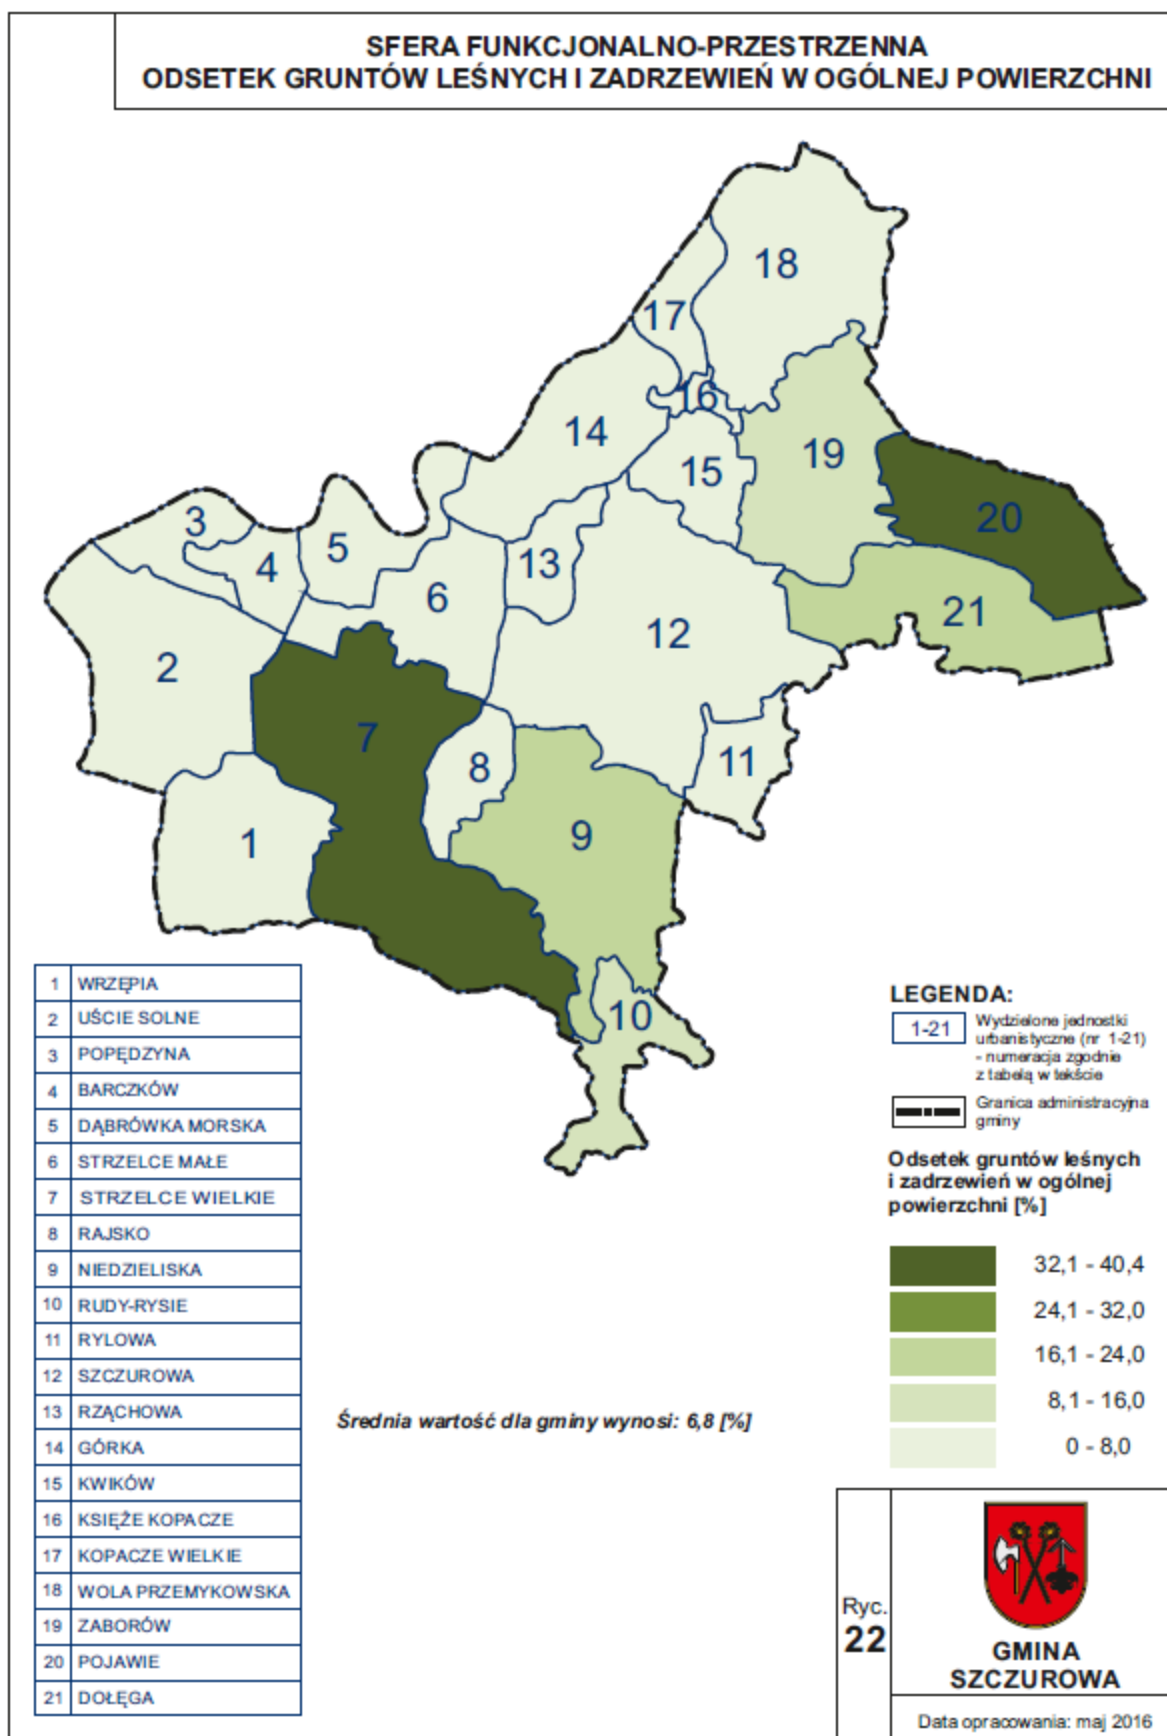 SFERA FUNKCJONALNO-PRZESTRZENNA
ODSETEK GRUNTÓW LEŚNYCH I ZADRZEWIEŃ W OGÓLNEJ POWIERZCHNI
18
17
16
14
19
15
3
20
5
4
13
6
21
12
2
7
11
8
9
1
10
1 WRZĘPIA
2 UŚCIE SOLNE
3 POPĘDZYNA
4 BARCZKÓW
5 DĄBRÓWKA MORSKA
6 STRZELCE MAŁE
7 STRZELCE WIELKIE
8 RAJSKO
9 NIEDZIELISKA
10 RUDY-RYSIE
11 RYLOWA
12 SZCZUROWA
13 RZĄCHOWA
14 GÓRKA
15 KWIKÓW
16 KSIĘŻE KOPACZE
17 KOPACZE WIELKIE
18 WOLA PRZEMYKOWSKA
19 ZABORÓW
20 POJAWIE
21 DOŁĘGA
Średnia wartość dla gminy wynosi: 6,8 [%]
LEGENDA:
1-21
Wydzielone jednostki
urbanistyczne (nr 1-21)
- numeracja zgodnie
z tabelą w tekście
Granica administracyjna
gminy
Odsetek gruntów leśnych
i zadrzewień w ogólnej
powierzchni [%]
32,1 - 40,4
24,1 - 32,0
16,1 - 24,0
8,1 - 16,0
0 - 8,0
Ryc.
22
GMINA
SZCZUROWA
Data opracowania: maj 2016